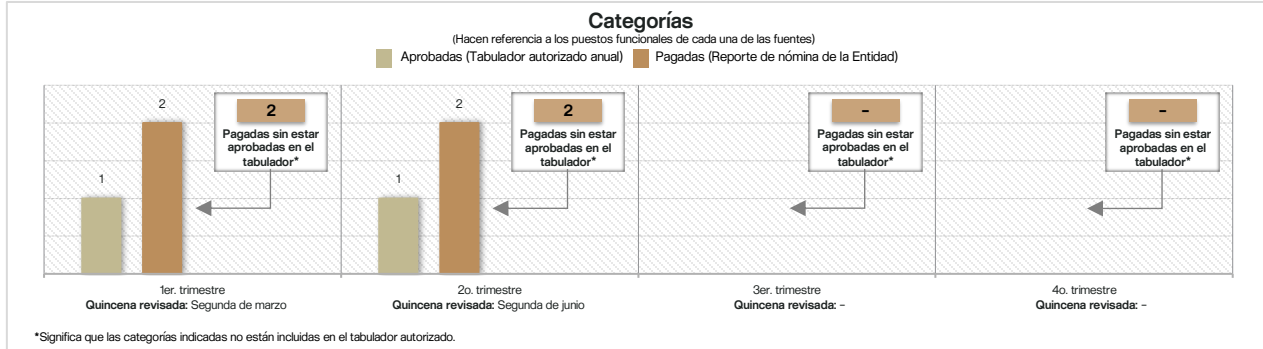 Categorías
(Hacen referencia a los puestos funcionales de cada una de las fuentes)
Aprobadas (Tabulador autorizado anual) Pagadas (Reporte de nómina de la Entidad)
1
2
2
Pagadas sin estar
aprobadas en el
tabulador*
1
2
2
Pagadas sin estar
aprobadas en el
tabulador*
–
Pagadas sin estar
aprobadas en el
tabulador*
–
Pagadas sin estar
aprobadas en el
tabulador*
1er. trimestre
Quincena revisada: Segunda de marzo
2o. trimestre
Quincena revisada: Segunda de junio
3er. trimestre
Quincena revisada: –
4o. trimestre
Quincena revisada: –
*Significa que las categorías indicadas no están incluidas en el tabulador autorizado.